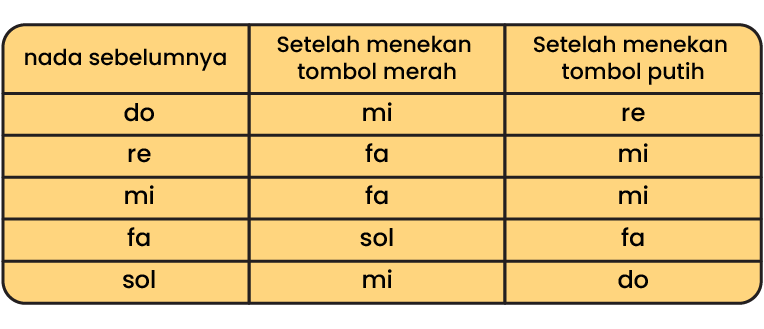 nada sebelumnya
Setelah menekan
tombol merah
Setelah menekan
tombol putih
do
mi
re
re
fa
mi
mi
fa
mi
fa
sol
fa
sol
mi
do